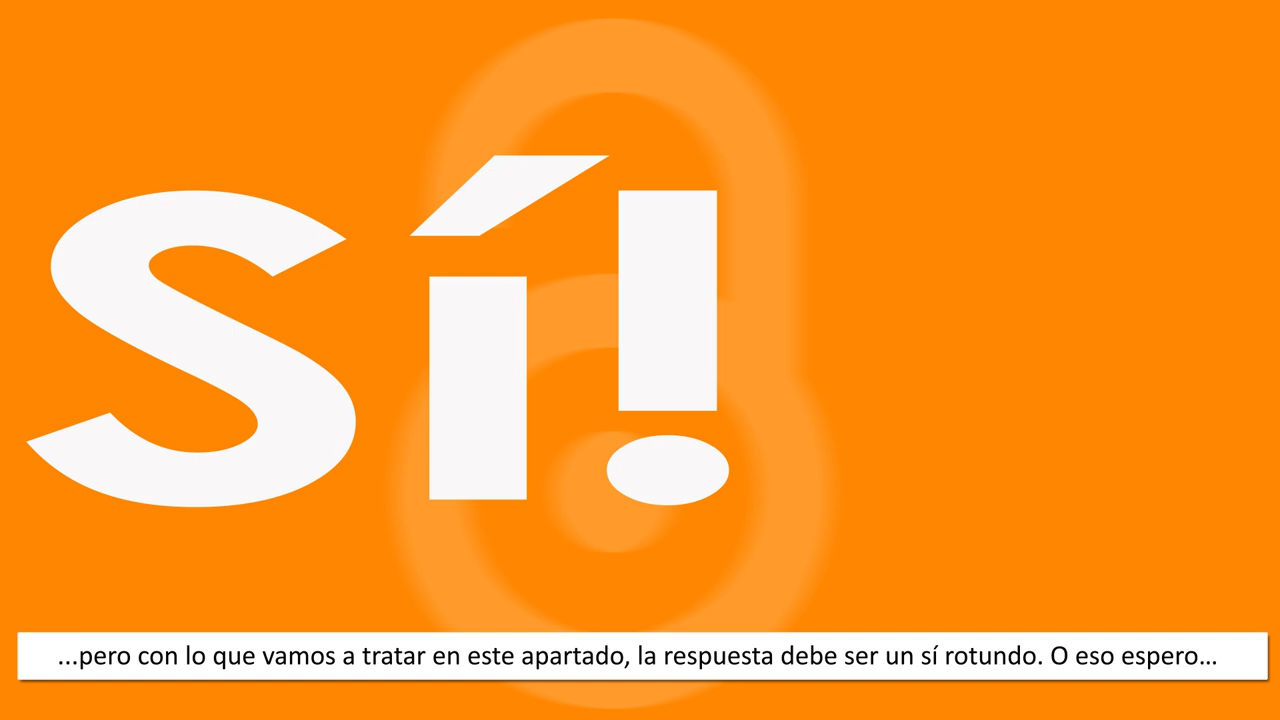 Sí!
...pero con lo que vamos a tratar en este apartado, la respuesta debe ser un sí rotundo. O eso espero...